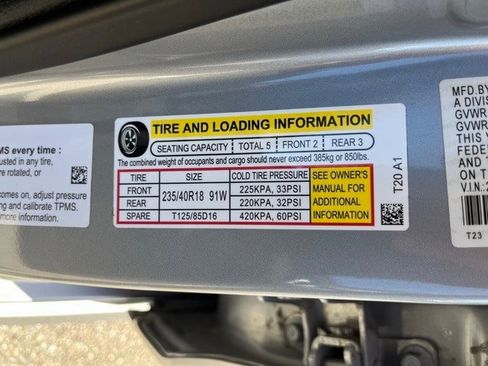 MS every time :
usted in any tire,
re rotated, or
comes on, adjust pressure
g and calibrate TPMS.
TIRE AND LOADING INFORMATION
SEATING CAPACITY TOTAL 5 FRONT 2 REAR 3
The combined weight of occupants and cargo should never exceed 385kg or 850lbs.
TIRE SIZE COLD TIRE PRESSURE SEE OWNER'S MANUAL FOR ADDITIONAL INFORMATION
FRONT 235/40R18 91W 225KPA, 33PSI
REAR 220KPA, 32PSI
SPARE T125/85D16 420KPA, 60PSI
T20 A1
MFD.BY
A DIVISI
GVWR
GVWR
THIS V
FEDE
AND
ON T
V.I.N:
T23